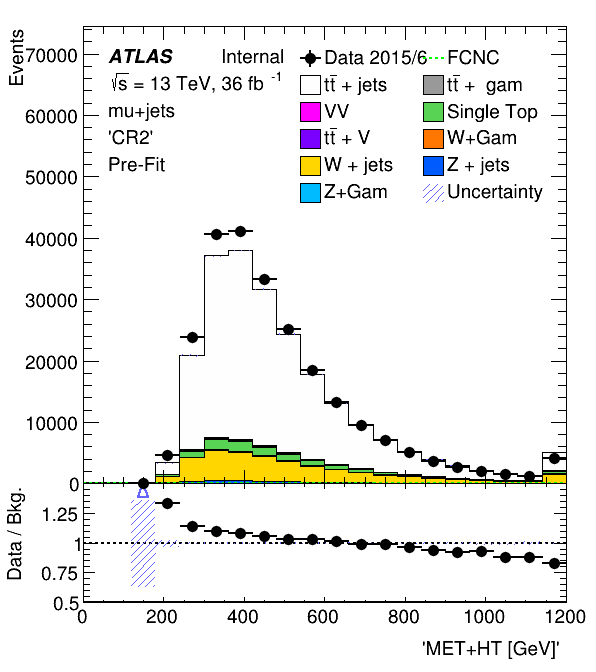 Events
70000
60000
50000
40000
30000
20000
10000
0
ATLAS Internal
√s = 13 TeV, 36 fb -1
mu+jets
'CR2'
Pre-Fit
Data 2015/6 FCNC
tt̄ + jets tt̄ + gam
VV Single Top
tt̄ + V W+Gam
W + jets Z + jets
Z+Gam Uncertainty
Data / Bkg.
1.25
1
0.75
0.5
0 200 400 600 800 1000 1200
'MET+HT [GeV]'